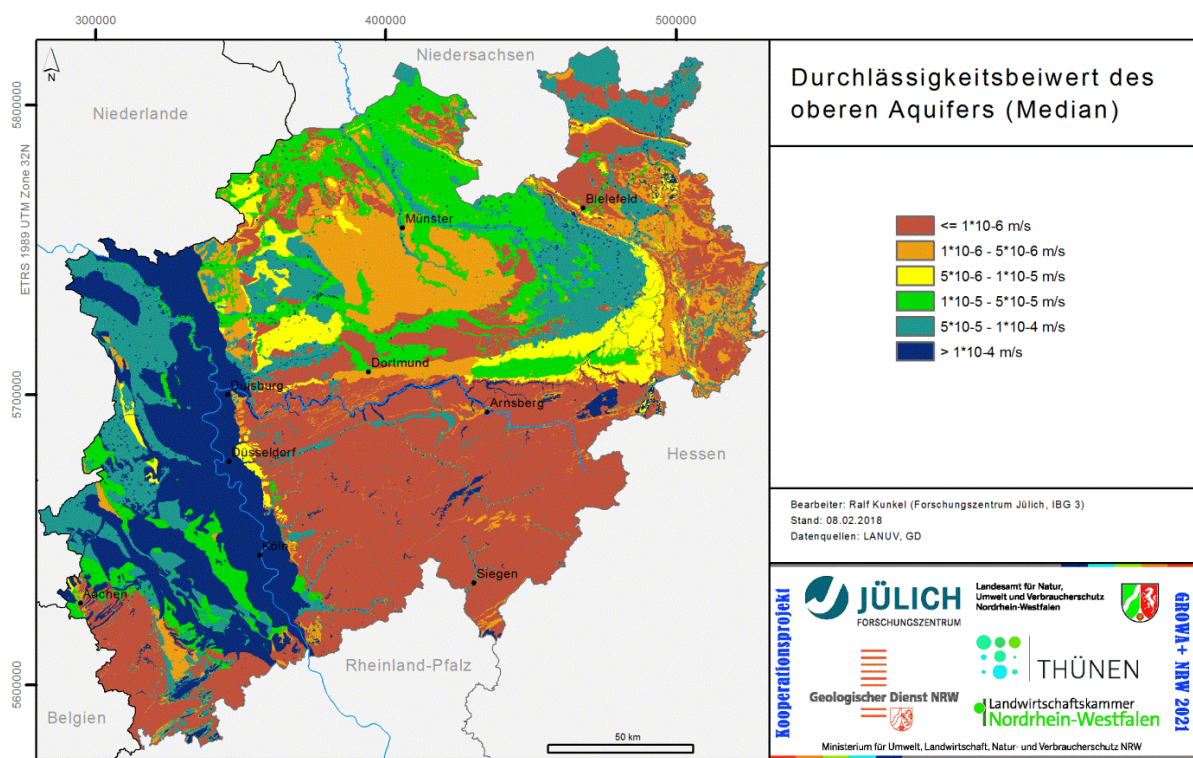 300000
400000
500000
5800000
5700000
5600000
ETRS 1989 UTM Zone 32N
N
Niedersachsen
Niederlande
Bielefeld
Münster
Dortmund
Duisburg
Arnsberg
Düsseldorf
Hessen
Köln
Siegen
Aachen
Rheinland-Pfalz
Belgien
50 km
Durchlässigkeitsbeiwert des
oberen Aquifers (Median)
<= 1*10-6 m/s
1*10-6 - 5*10-6 m/s
5*10-6 - 1*10-5 m/s
1*10-5 - 5*10-5 m/s
5*10-5 - 1*10-4 m/s
> 1*10-4 m/s
Bearbeiter: Ralf Kunkel (Forschungszentrum Jülich, IBG 3)
Stand: 08.02.2018
Datenquellen: LANUV, GD
Kooperationsprojekt
JÜLICH
FORSCHUNGSZENTRUM
Landesamt für Natur,
Umwelt und Verbraucherschutz
Nordrhein-Westfalen
GROWA+ NRW 2021
THÜNEN
Geologischer Dienst NRW
Landwirtschaftskammer
Nordrhein-Westfalen
Ministerium für Umwelt, Landwirtschaft, Natur- und Verbraucherschutz NRW